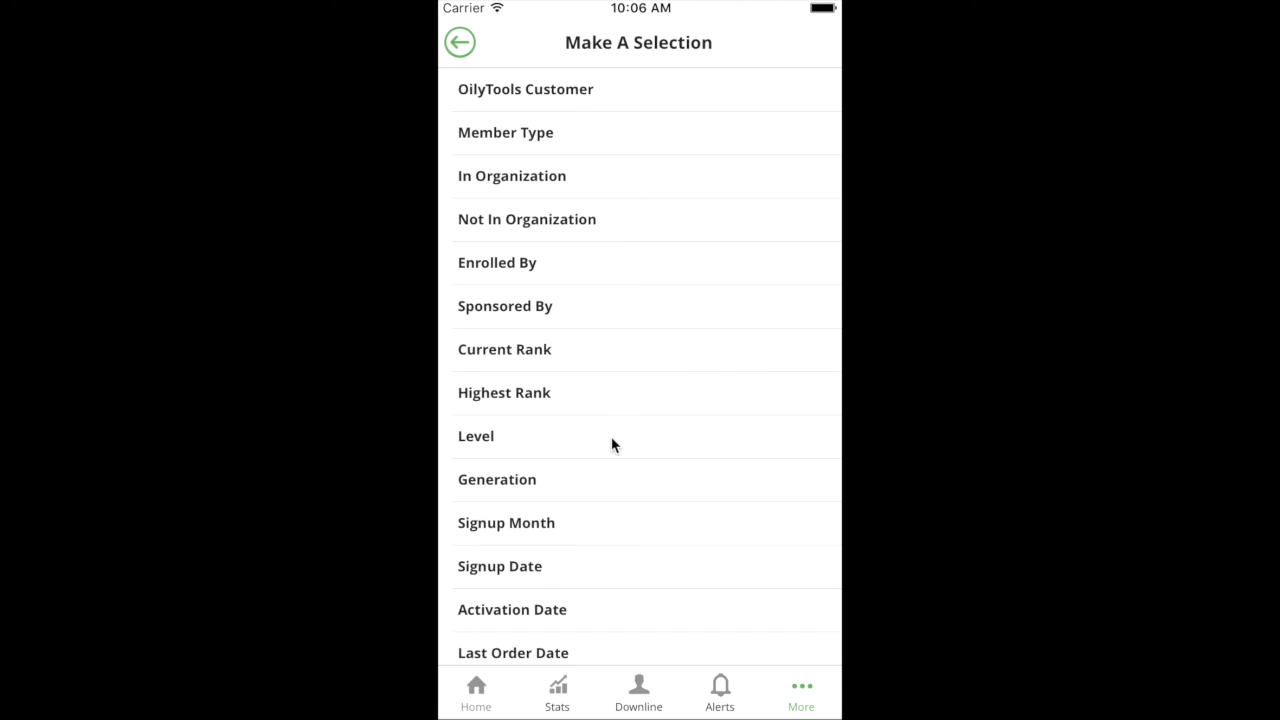 Carrier 10:06 AM
Make A Selection
OilyTools Customer
Member Type
In Organization
Not In Organization
Enrolled By
Sponsored By
Current Rank
Highest Rank
Level
Generation
Signup Month
Signup Date
Activation Date
Last Order Date
Home Stats Downline Alerts More